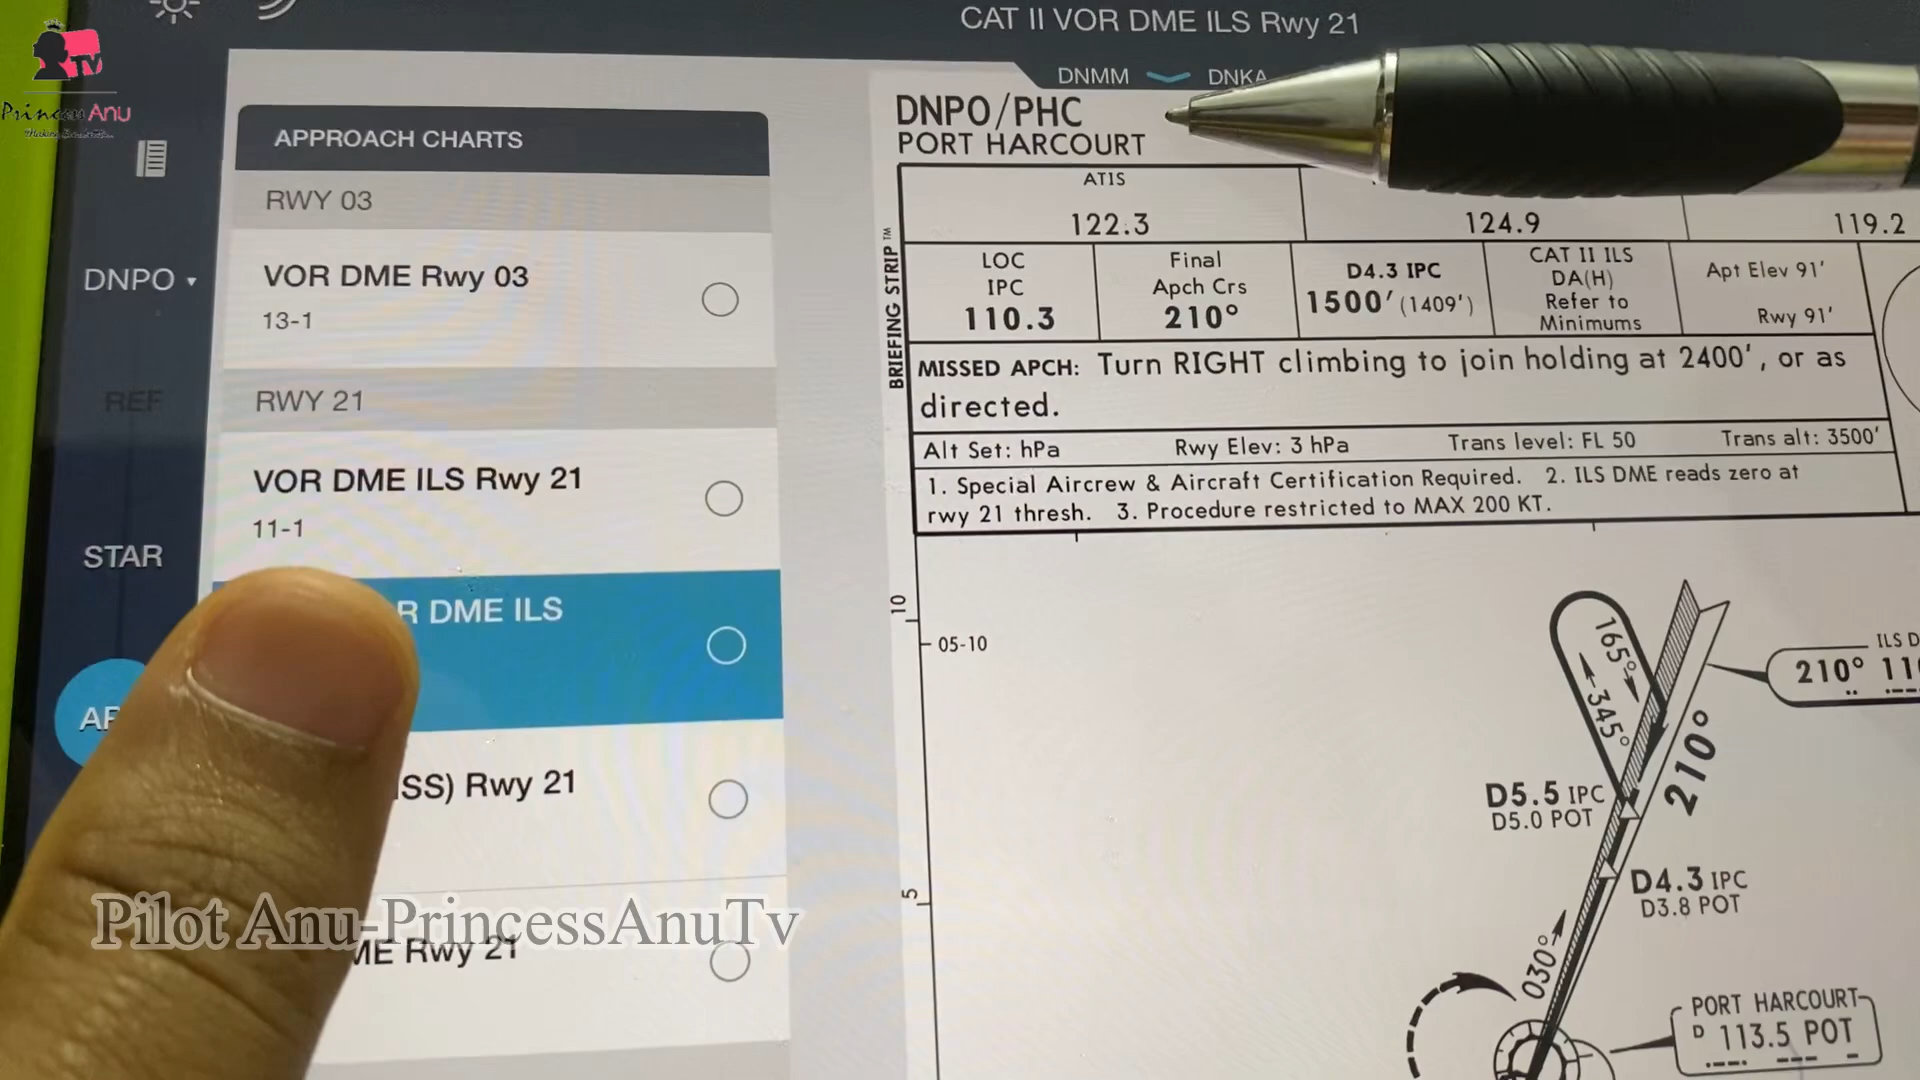 TV
PrincessAnu
CAT II VOR DME ILS Rwy 21
DNMM
DNKA
APPROACH CHARTS
RWY 03
VOR DME Rwy 03
13-1
RWY 21
VOR DME ILS Rwy 21
11-1
R DME ILS
SS) Rwy 21
ME Rwy 21
DNPO
REF
STAR
AP
Pilot Anu-PrincessAnuTv
DNPO/PHC
PORT HARCOURT
BRIEFING STRIP™
ATIS
122.3
124.9
119.2
LOC
IPC
110.3
Final
Apch Crs
210°
D4.3 IPC
1500' (1409')
CAT II ILS
DA(H)
Refer to
Minimums
Apt Elev 91'
Rwy 91'
MISSED APCH: Turn RIGHT climbing to join holding at 2400', or as
directed.
Alt Set: hPa Rwy Elev: 3 hPa Trans level: FL 50 Trans alt: 3500'
1. Special Aircrew & Aircraft Certification Required. 2. ILS DME reads zero at
rwy 21 thresh. 3. Procedure restricted to MAX 200 KT.
10
05-10
5
165°
345°
ILS D
210° 11
210°
D5.5 IPC
D5.0 POT
D4.3 IPC
D3.8 POT
030°
PORT HARCOURT
D 113.5 POT